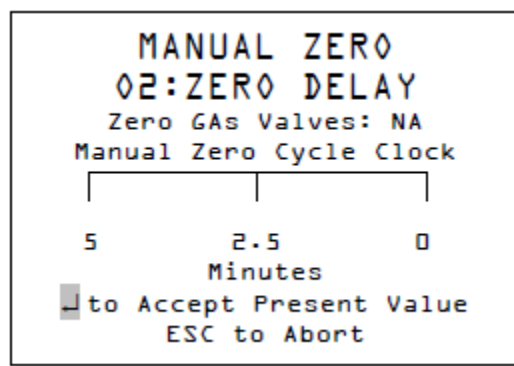 MANUAL ZERO
02:ZERO DELAY
Zero GAs Valves: NA
Manual Zero Cycle Clock
5 2.5 0
Minutes
↵ to Accept Present Value
ESC to Abort